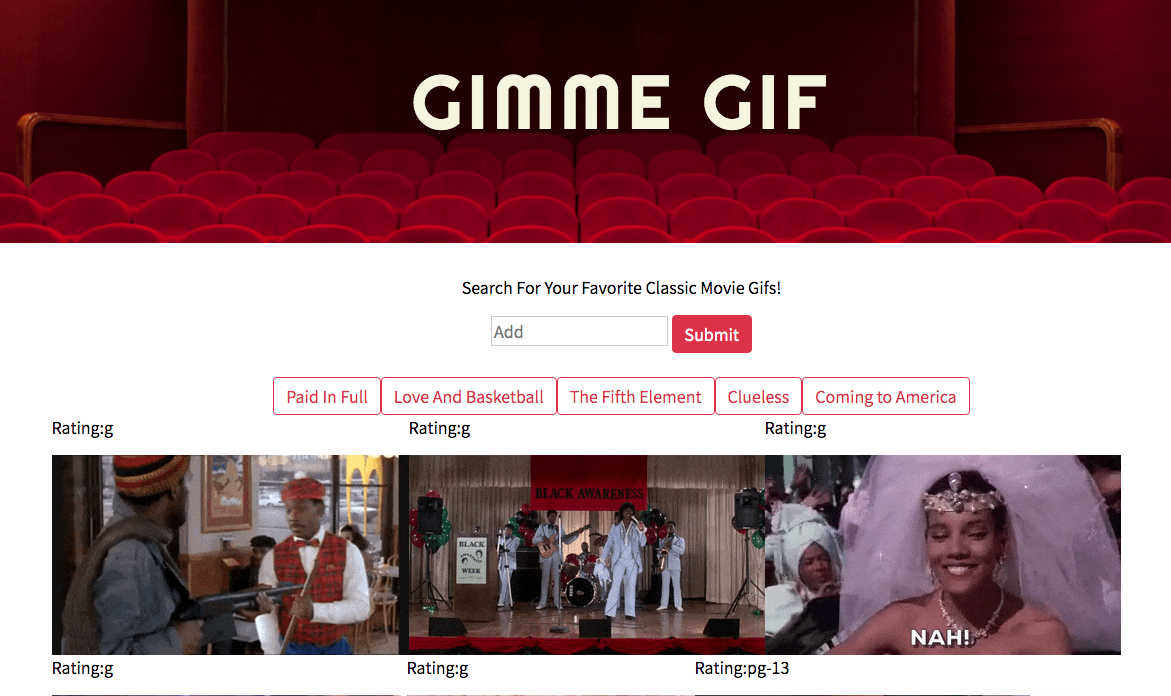 GIMME GIF
Search For Your Favorite Classic Movie Gifs!
Add Submit
Paid In Full Love And Basketball The Fifth Element Clueless Coming to America
Rating:g Rating:g Rating:g
BLACK AWARENESS
BLACK
WEEK
NAH!
Rating:g Rating:g Rating:pg-13